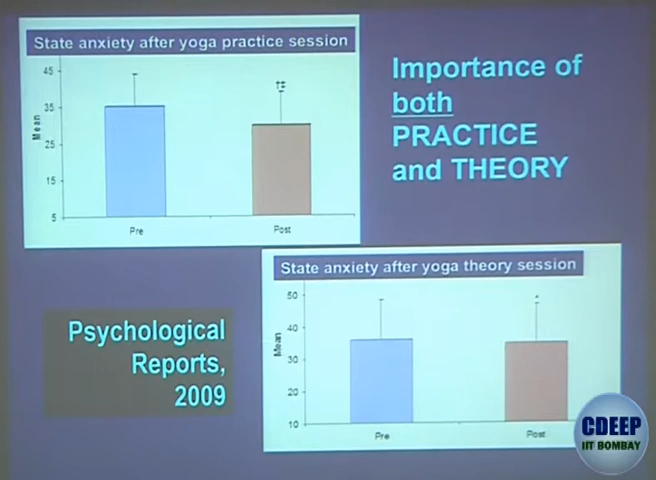 State anxiety after yoga practice session
45
35
25
15
5
Mean
Pre
Post
Importance of
both
PRACTICE
and THEORY
State anxiety after yoga theory session
50
40
30
20
10
Mean
Pre
Post
Psychological
Reports,
2009
CDEEP
IIT BOMBAY